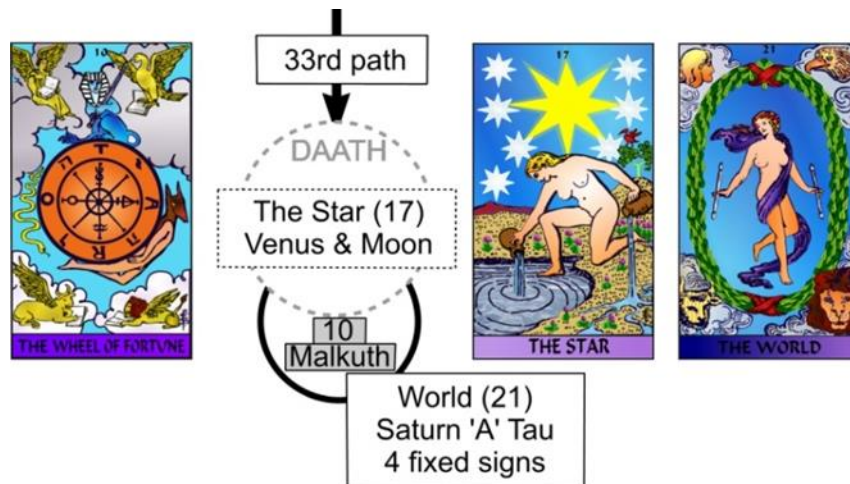 10
THE WHEEL OF FORTUNE
33rd path
DAATH
The Star (17)
Venus & Moon
10
Malkuth
World (21)
Saturn 'A' Tau
4 fixed signs
17
THE STAR
21
THE WORLD